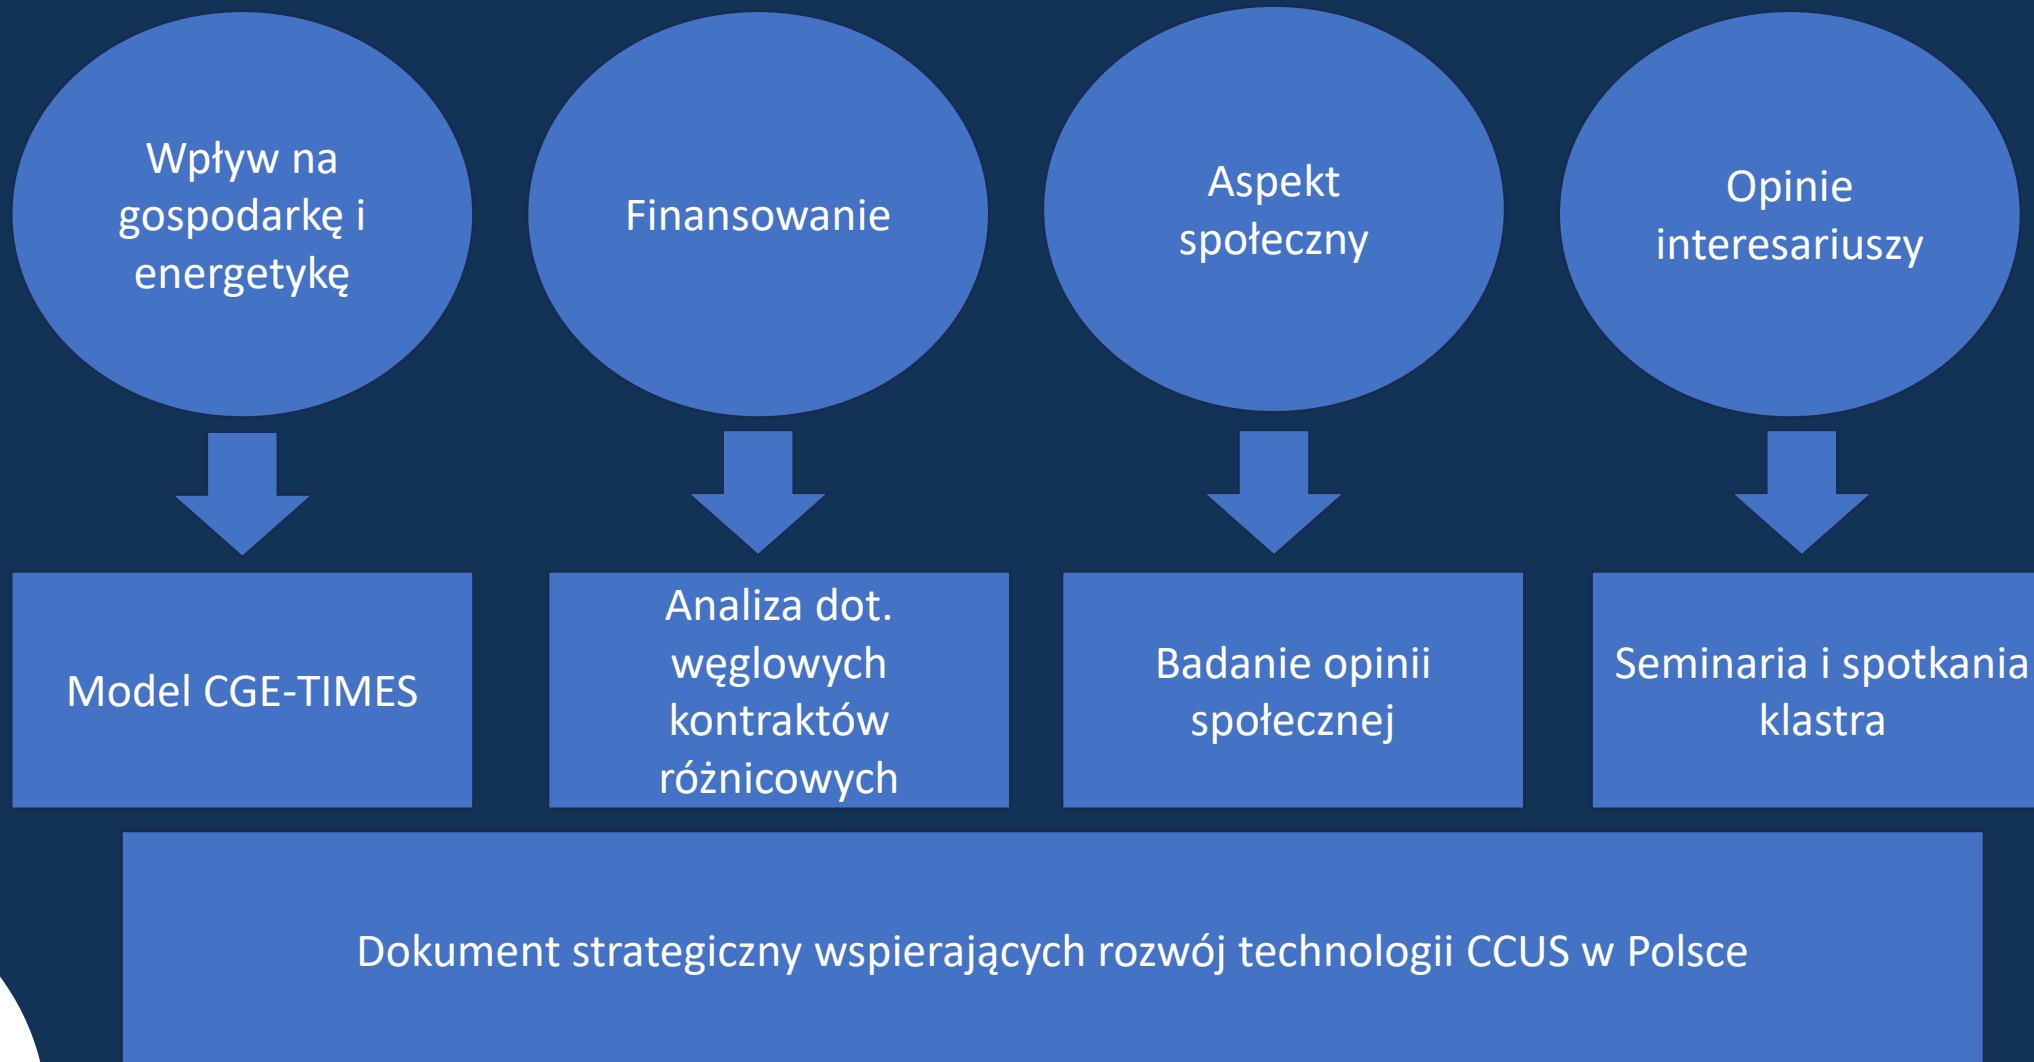 Wpływ na
gospodarkę i
energetykę
Finansowanie
Aspekt
społeczny
Opinie
interesariuszy
Model CGE-TIMES
Analiza dot.
węglowych
kontraktów
różnicowych
Badanie opinii
społecznej
Seminaria i spotkania
klastra
Dokument strategiczny wspierających rozwój technologii CCUS w Polsce